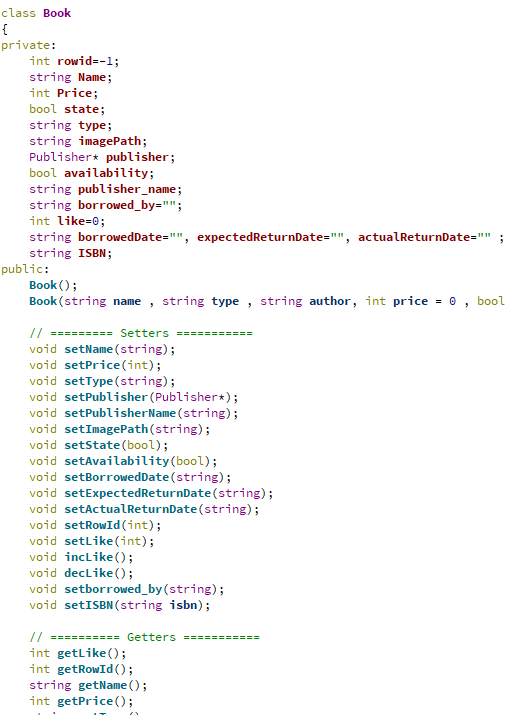 class Book
{
private:
    int rowid=-1;
    string Name;
    int Price;
    bool state;
    string type;
    string imagePath;
    Publisher* publisher;
    bool availability;
    string publisher_name;
    string borrowed_by="";
    int like=0;
    string borrowedDate="", expectedReturnDate="", actualReturnDate="" ;
    string ISBN;
public:
    Book();
    Book(string name , string type , string author, int price = 0 , bool

    // ========= Setters ===========
    void setName(string);
    void setPrice(int);
    void setType(string);
    void setPublisher(Publisher*);
    void setPublisherName(string);
    void setImagePath(string);
    void setState(bool);
    void setAvailability(bool);
    void setBorrowedDate(string);
    void setExpectedReturnDate(string);
    void setActualReturnDate(string);
    void setRowId(int);
    void setLike(int);
    void incLike();
    void decLike();
    void setborrowed_by(string);
    void setISBN(string isbn);

    // ========== Getters ===========
    int getLike();
    int getRowId();
    string getName();
    int getPrice();